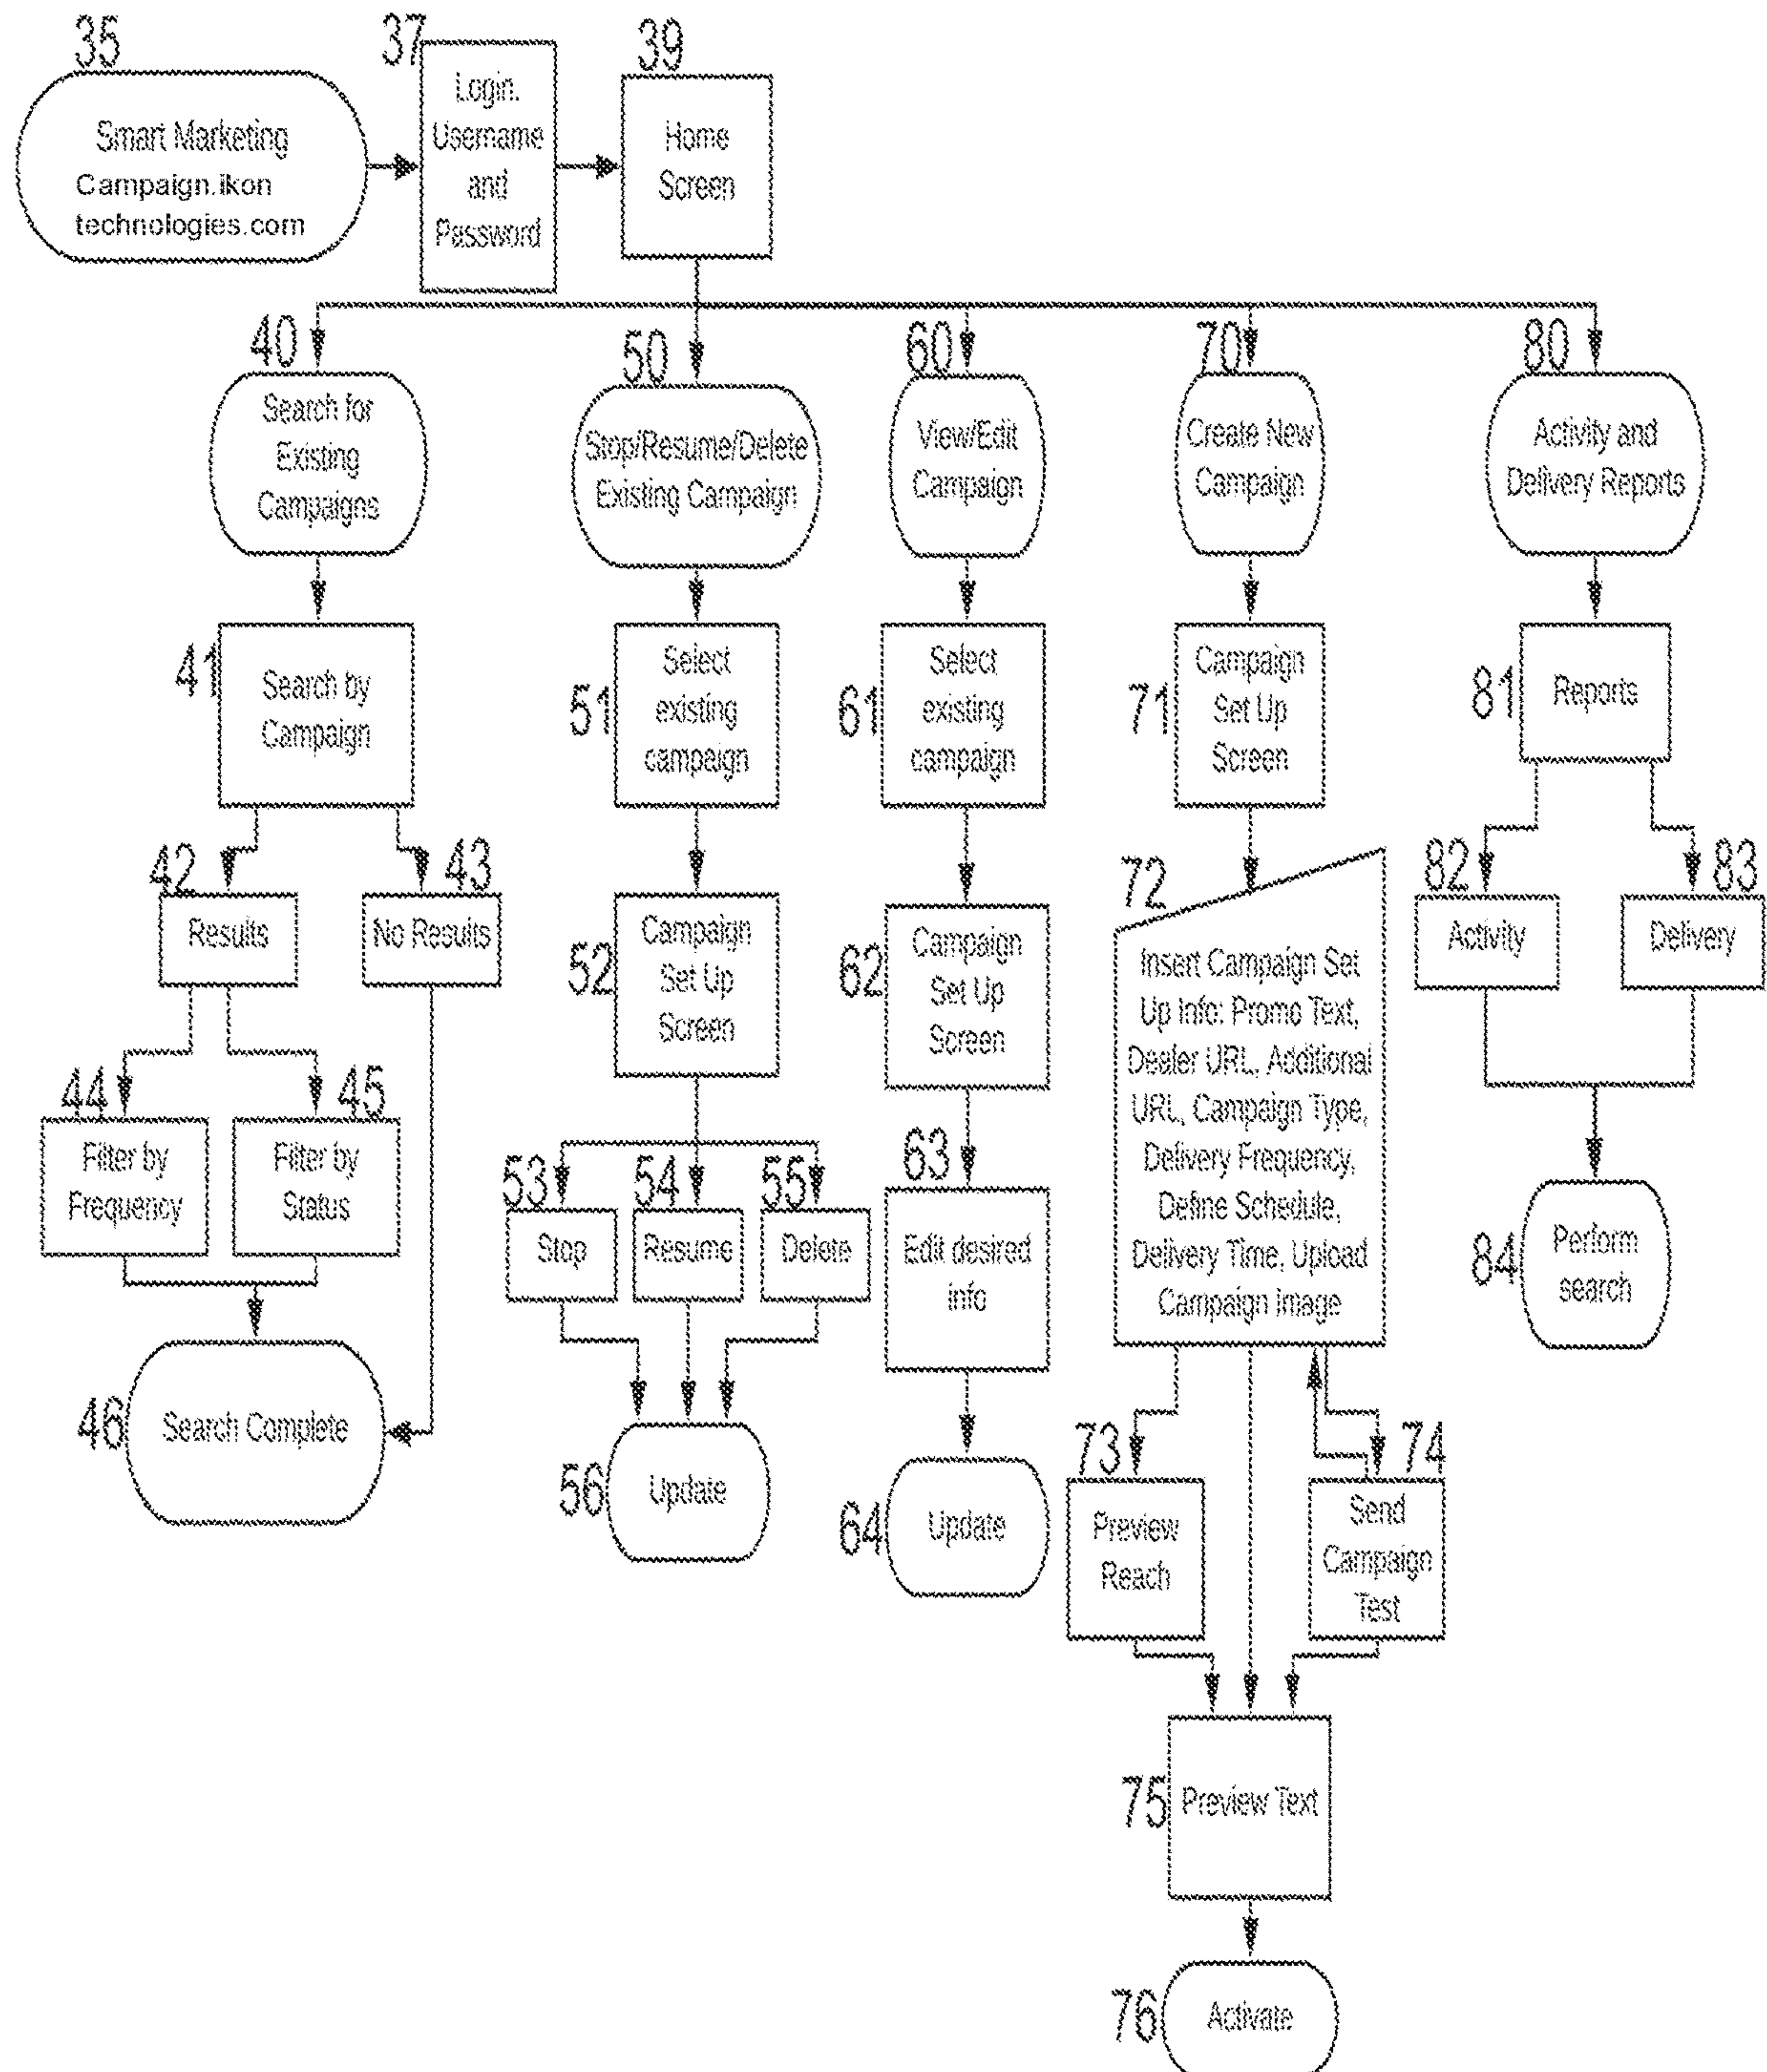 35
Smart Marketing
Campaign.ikon
technologies.com
37
Login.
Username
and
Password
39
Home
Screen
40
Search for
Existing
Campaigns
50
Stop/Resume/Delete
Existing Campaign
60
View/Edit
Campaign
70
Create New
Campaign
80
Activity and
Delivery Reports
41
Search by
Campaign
51
Select
existing
campaign
61
Select
existing
campaign
71
Campaign
Set Up
Screen
81
Reports
42
Results
43
No Results
52
Campaign
Set Up
Screen
62
Campaign
Set Up
Screen
72
Insert Campaign Set
Up Info: Promo Text,
Dealer URL, Additional
URL, Campaign Type,
Delivery Frequency,
Define Schedule,
Delivery Time, Upload
Campaign Image
82
Activity
83
Delivery
44
Filter by
Frequency
45
Filter by
Status
53
Stop
54
Resume
55
Delete
63
Edit desired
info
84
Perform
search
46
Search Complete
56
Update
64
Update
73
Preview
Reach
74
Send
Campaign
Test
75
Preview Text
76
Activate